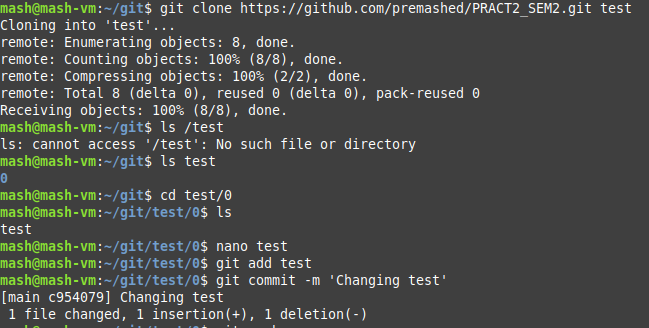 mash@mash-vm:~/git$ git clone https://github.com/premashed/PRACT2_SEM2.git test
Cloning into 'test'...
remote: Enumerating objects: 8, done.
remote: Counting objects: 100% (8/8), done.
remote: Compressing objects: 100% (2/2), done.
remote: Total 8 (delta 0), reused 0 (delta 0), pack-reused 0
Receiving objects: 100% (8/8), done.
mash@mash-vm:~/git$ ls /test
ls: cannot access '/test': No such file or directory
mash@mash-vm:~/git$ ls test
0
mash@mash-vm:~/git$ cd test/0
mash@mash-vm:~/git/test/0$ ls
test
mash@mash-vm:~/git/test/0$ nano test
mash@mash-vm:~/git/test/0$ git add test
mash@mash-vm:~/git/test/0$ git commit -m 'Changing test'
[main c954079] Changing test
 1 file changed, 1 insertion(+), 1 deletion(-)
mash@mash-vm:~/git/test/0$